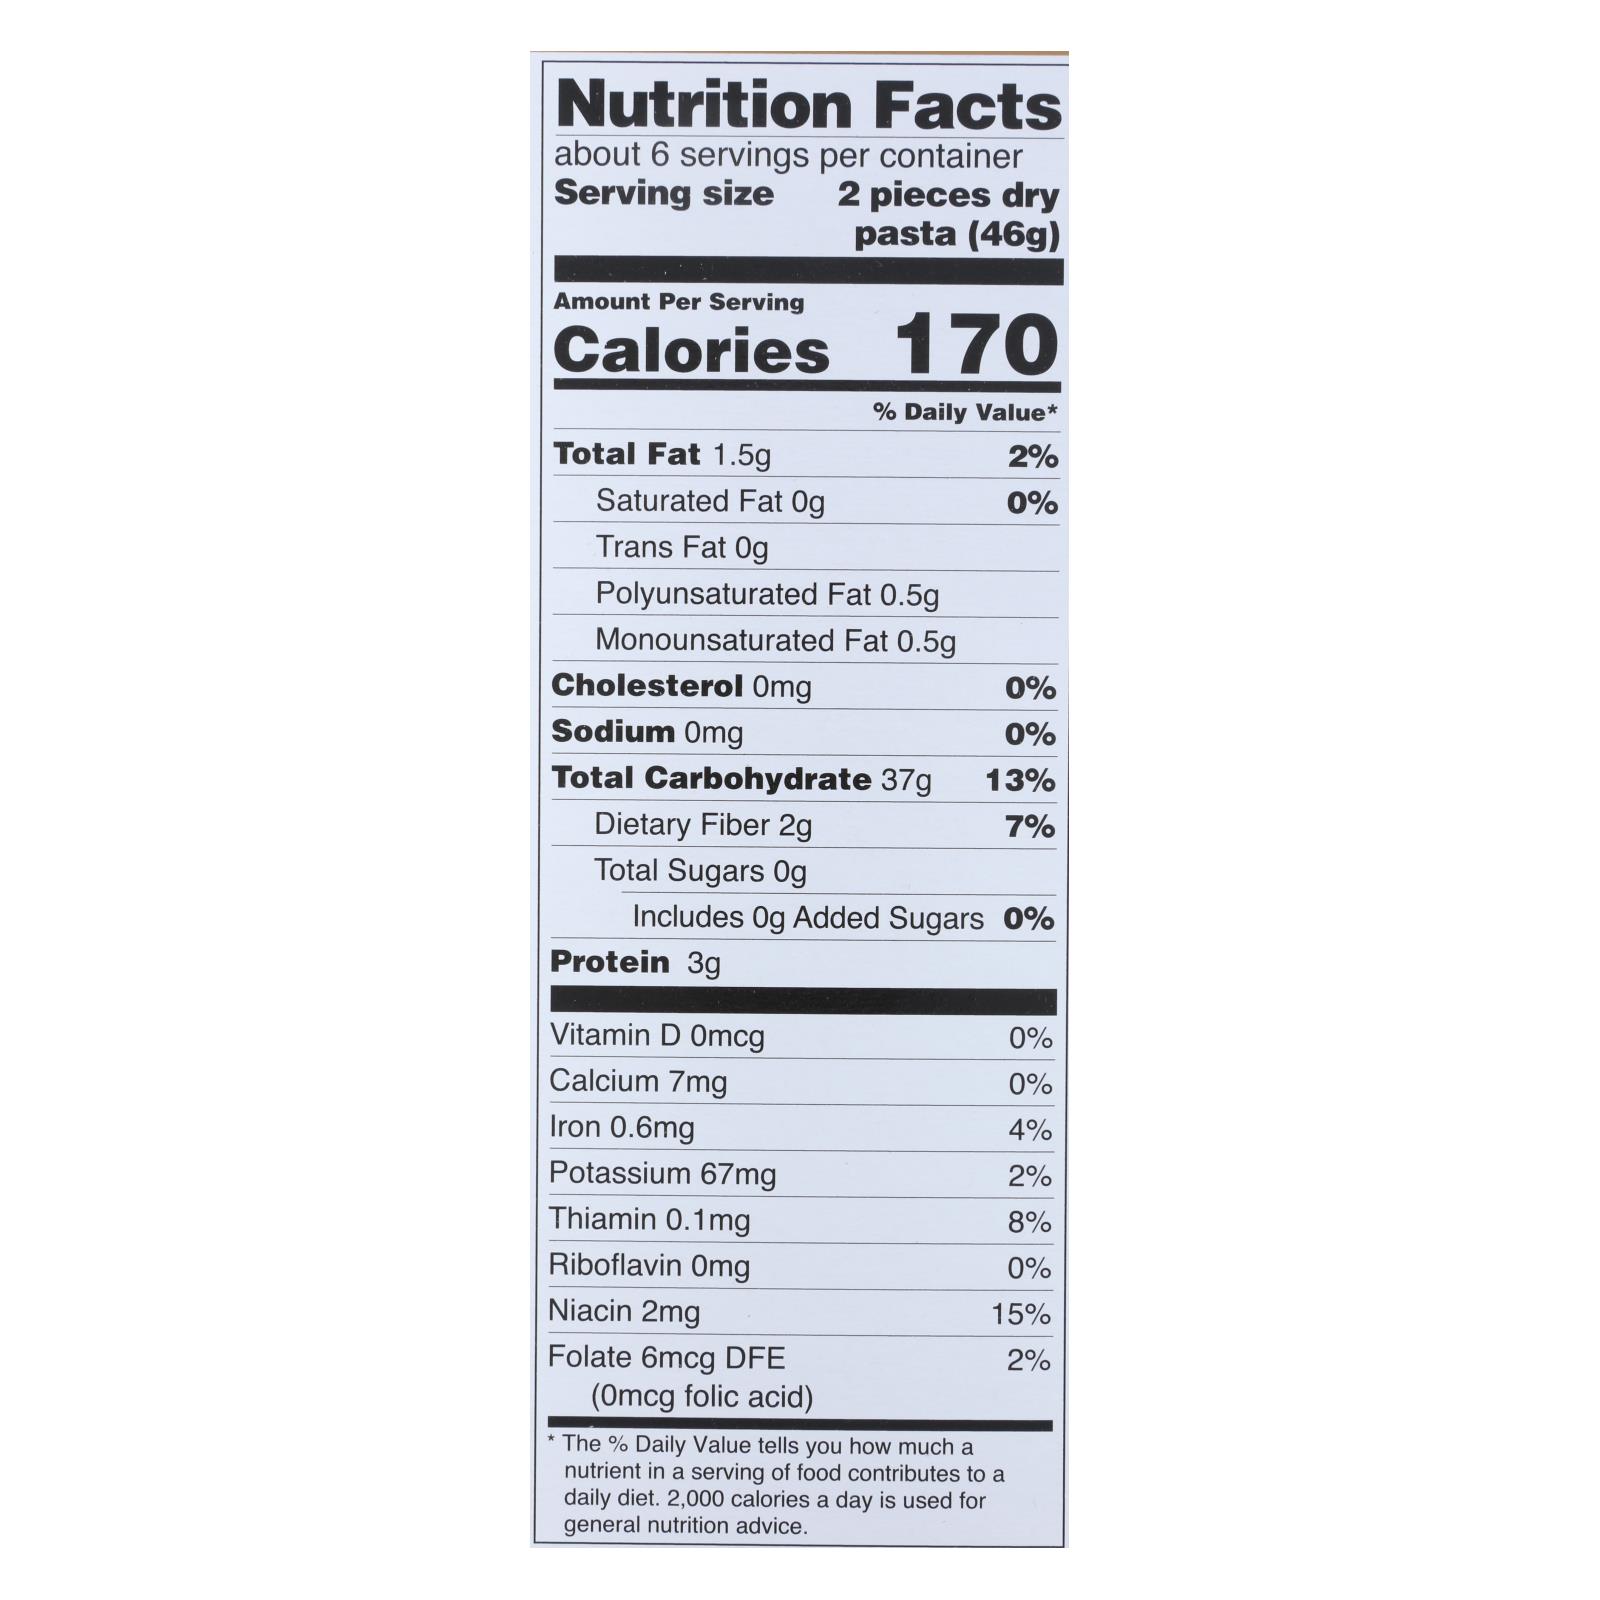 Nutrition Facts
about 6 servings per container
Serving size 2 pieces dry
pasta (46g)
Amount Per Serving
Calories 170
% Daily Value*
Total Fat 1.5g 2%
Saturated Fat 0g 0%
Trans Fat 0g
Polyunsaturated Fat 0.5g
Monounsaturated Fat 0.5g
Cholesterol 0mg 0%
Sodium 0mg 0%
Total Carbohydrate 37g 13%
Dietary Fiber 2g 7%
Total Sugars 0g
Includes 0g Added Sugars 0%
Protein 3g
Vitamin D 0mcg 0%
Calcium 7mg 0%
Iron 0.6mg 4%
Potassium 67mg 2%
Thiamin 0.1mg 8%
Riboflavin 0mg 0%
Niacin 2mg 15%
Folate 6mcg DFE 2%
(0mcg folic acid)
* The % Daily Value tells you how much a
nutrient in a serving of food contributes to a
daily diet. 2,000 calories a day is used for
general nutrition advice.